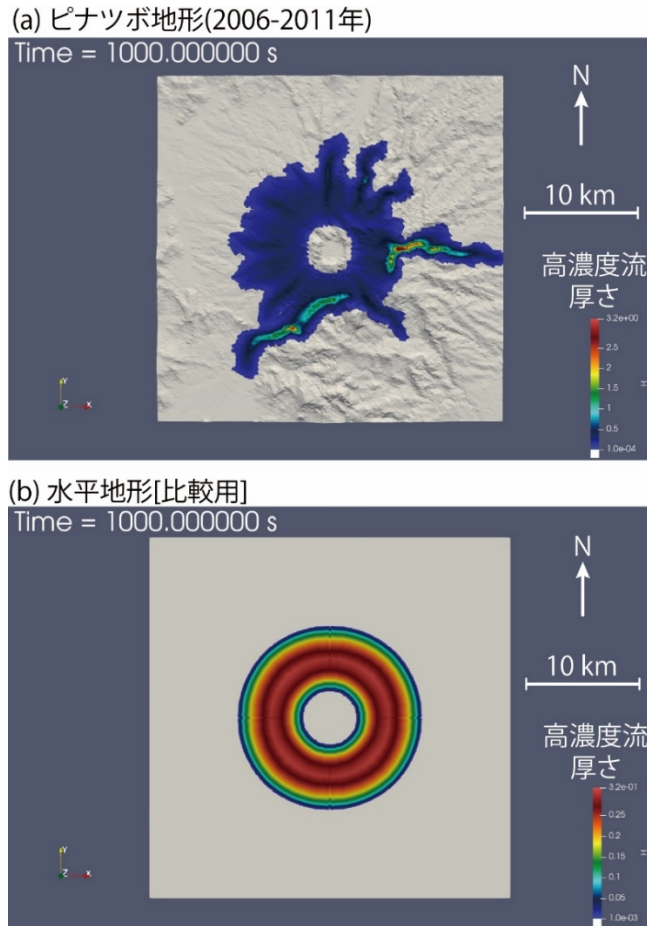 (a) ピナツボ地形(2006-2011年)
Time = 1000.000000 s
N
10 km
高濃度流
厚さ
3.2e+00
2.5
2
1.5
1
0.5
1.0e-04
H
Y
Z
X
(b) 水平地形[比較用]
Time = 1000.000000 s
N
10 km
高濃度流
厚さ
3.2e-01
0.25
0.2
0.15
0.1
0.05
1.0e-03
H
Y
Z
X